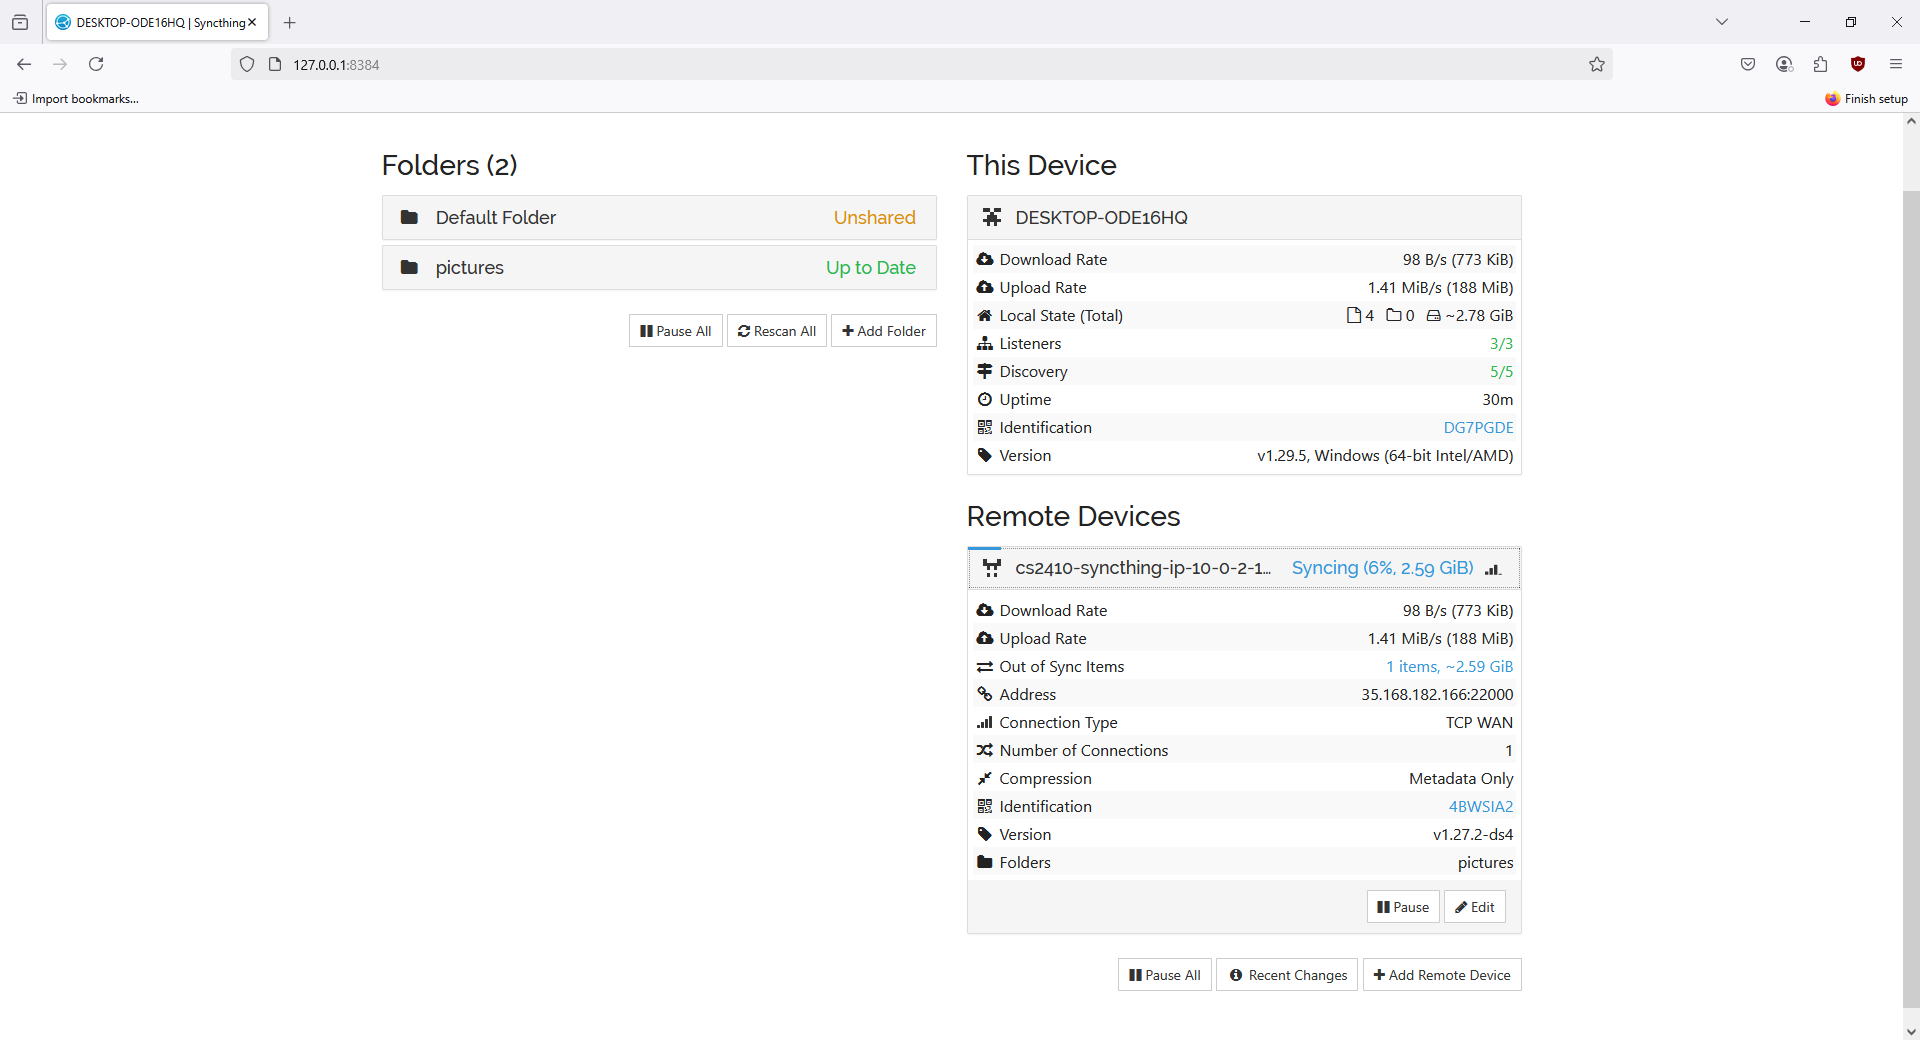 DESKTOP-ODE16HQ | Syncthing
127.0.0.1:8384
Import bookmarks...
Finish setup
Folders (2)
Default Folder
Unshared
pictures
Up to Date
Pause All
Rescan All
Add Folder
This Device
DESKTOP-ODE16HQ
Download Rate
98 B/s (773 KiB)
Upload Rate
1.41 MiB/s (188 MiB)
Local State (Total)
4 0 ~2.78 GiB
Listeners
3/3
Discovery
5/5
Uptime
30m
Identification
DG7PGDE
Version
v1.29.5, Windows (64-bit Intel/AMD)
Remote Devices
cs2410-syncthing-ip-10-0-2-1...
Syncing (6%, 2.59 GiB)
Download Rate
98 B/s (773 KiB)
Upload Rate
1.41 MiB/s (188 MiB)
Out of Sync Items
1 items, ~2.59 GiB
Address
35.168.182.166:22000
Connection Type
TCP WAN
Number of Connections
1
Compression
Metadata Only
Identification
4BWSIA2
Version
v1.27.2-ds4
Folders
pictures
Pause
Edit
Pause All
Recent Changes
Add Remote Device